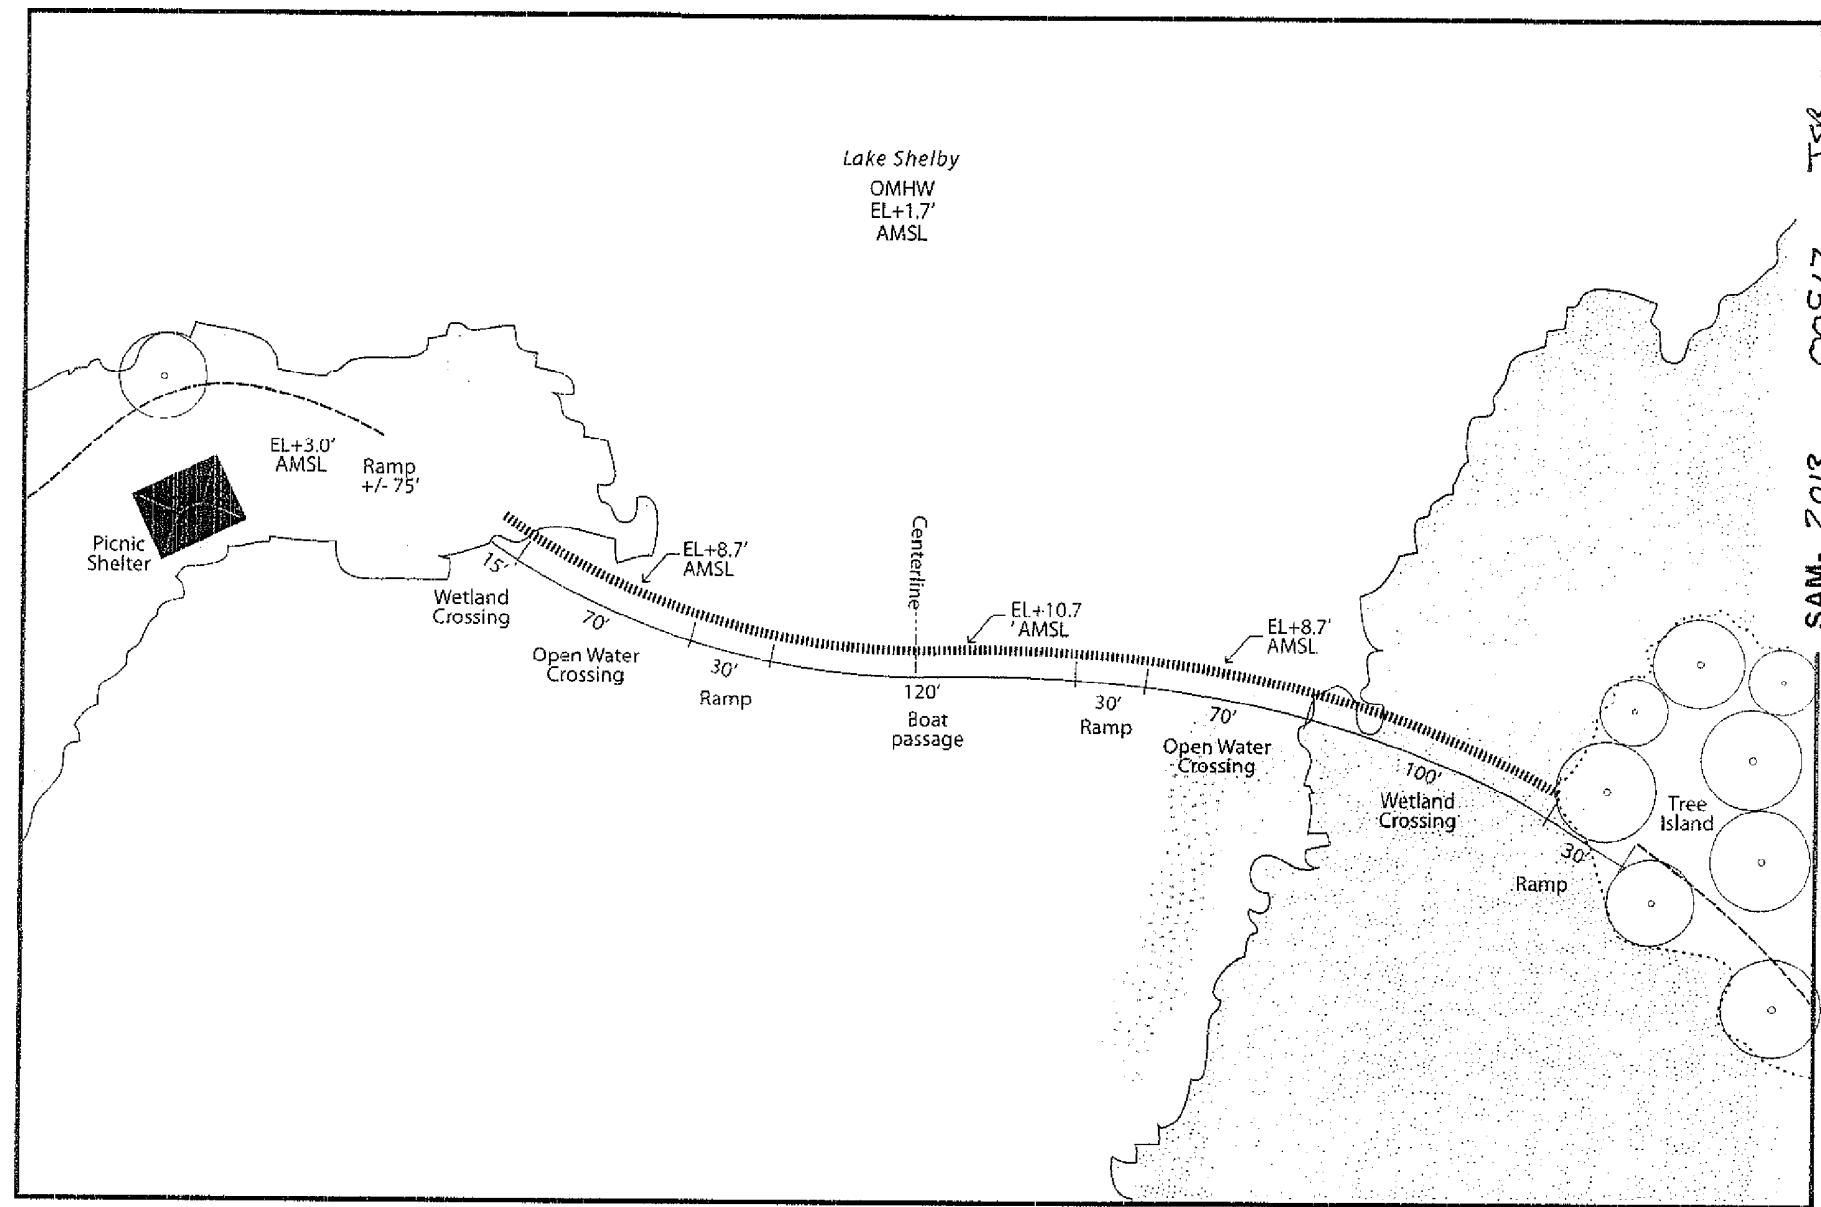 Lake Shelby
OMHW
EL+1.7'
AMSL
EL+3.0'
AMSL
Ramp
+/- 75'
Picnic
Shelter
15'
Wetland
Crossing
EL+8.7'
AMSL
70'
Open Water
Crossing
30'
Ramp
Centerline
120'
Boat
passage
EL+10.7
'AMSL
30'
Ramp
EL+8.7'
AMSL
70'
Open Water
Crossing
100'
Wetland
Crossing
30'
Ramp
Tree
Island
SAM- 2013